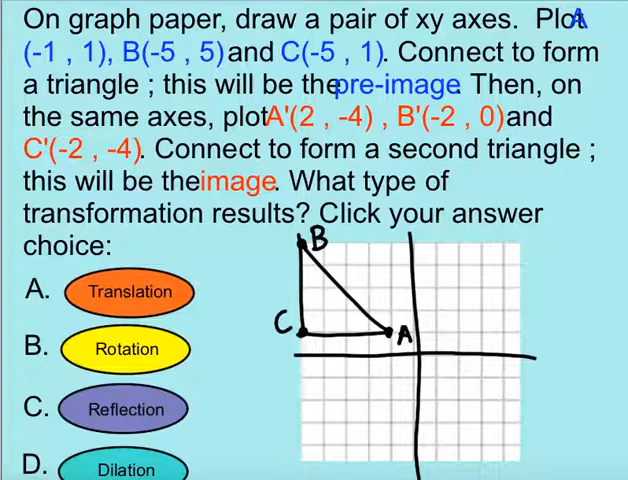 On graph paper, draw a pair of xy axes. Plot A
(-1 , 1), B(-5 , 5) and C(-5 , 1). Connect to form
a triangle ; this will be the pre-image. Then, on
the same axes, plot A'(2 , -4) , B'(-2 , 0) and
C'(-2 , -4). Connect to form a second triangle ;
this will be the image. What type of
transformation results? Click your answer
choice:
B
A. Translation
C
A
B. Rotation
C. Reflection
D. Dilation